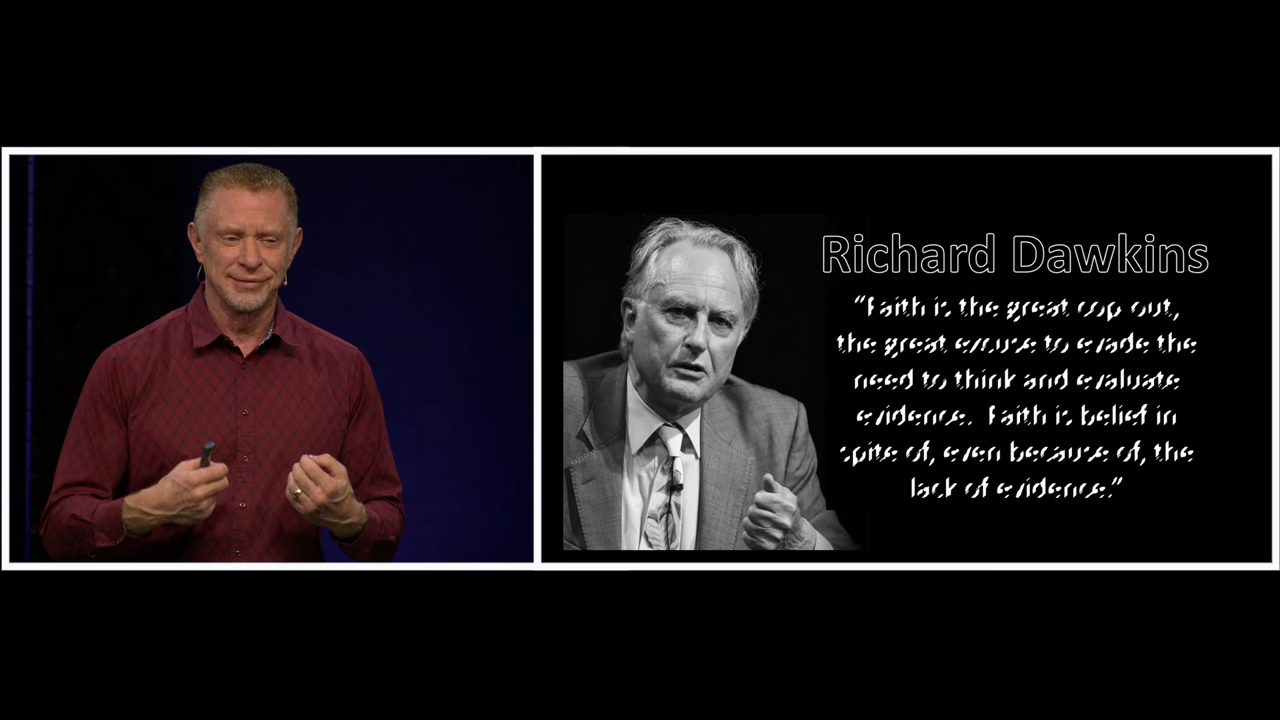 Richard Dawkins
“Faith is the great cop out,
the great excuse to evade the
need to think and evaluate
evidence.  Faith is belief in
spite of, even because of, the
lack of evidence.”